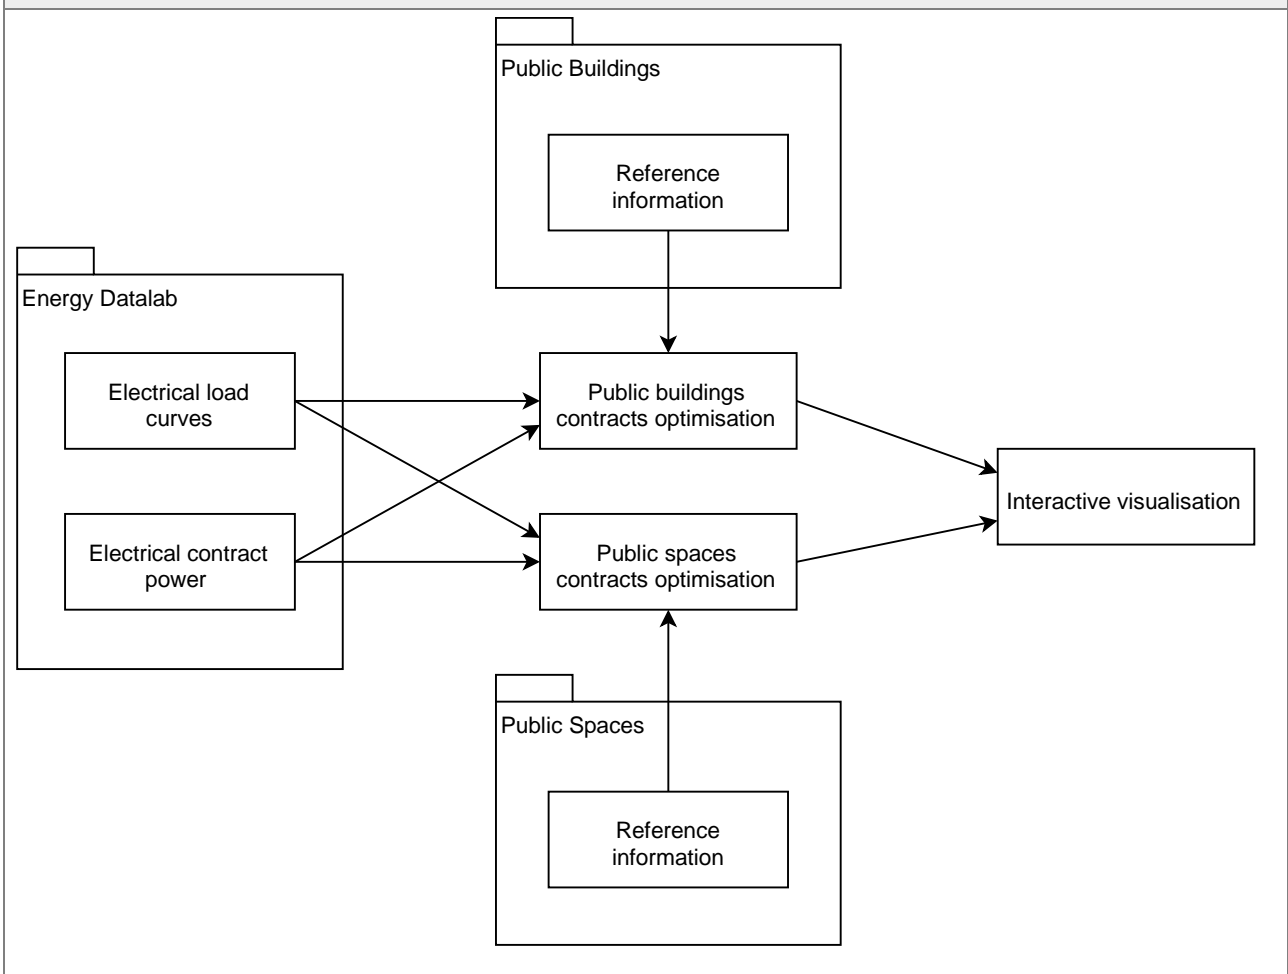 Public Buildings
Reference
information
Energy Datalab
Electrical load
curves
Public buildings
contracts optimisation
Interactive visualisation
Electrical contract
power
Public spaces
contracts optimisation
Public Spaces
Reference
information